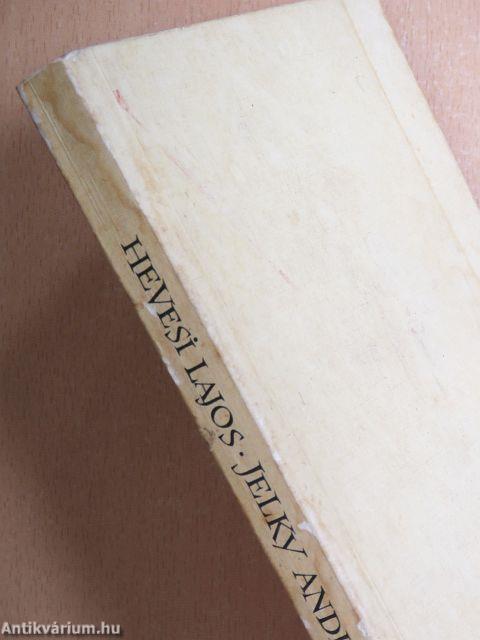 HEVESi LAJOS · JELKY AND
Antikvárium.hu